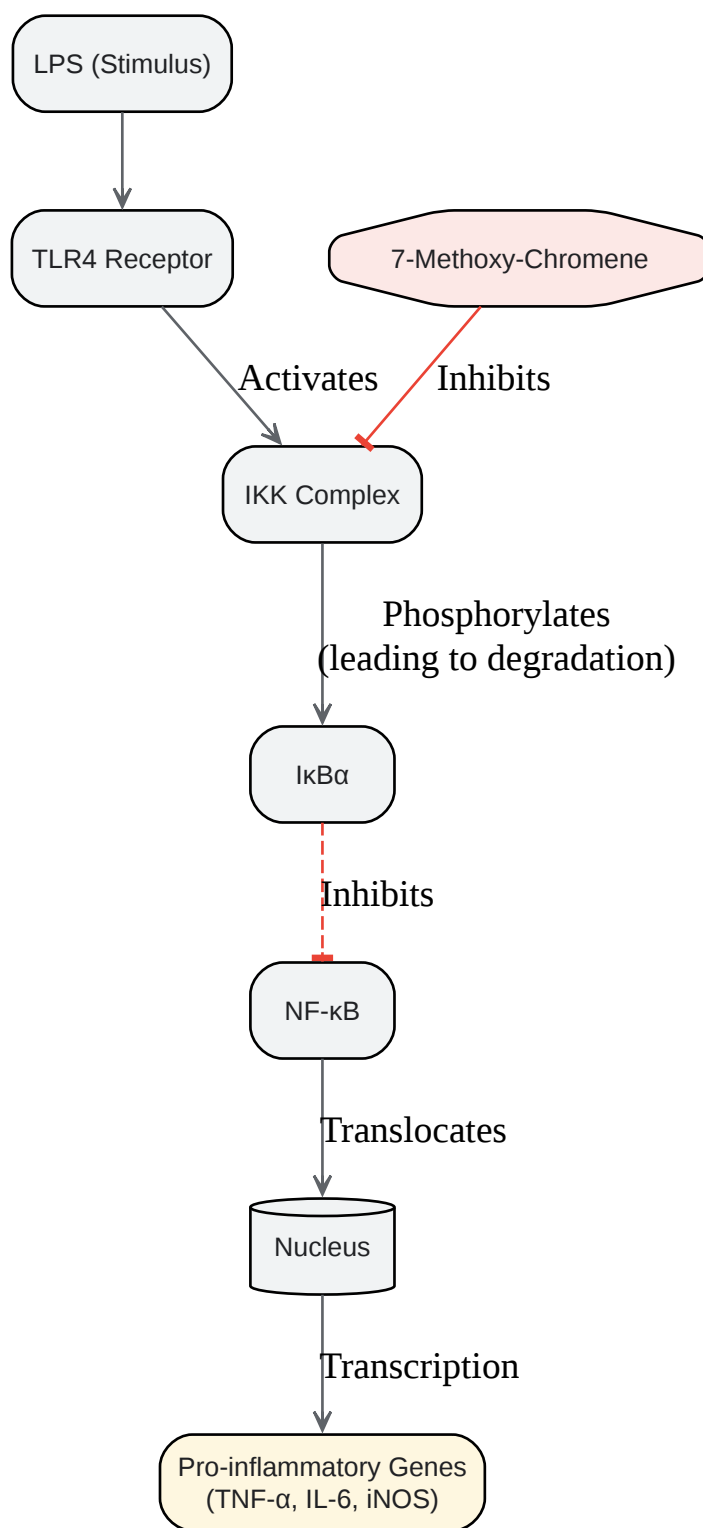 LPS (Stimulus)
TLR4 Receptor
7-Methoxy-Chromene
Activates
Inhibits
IKK Complex
Phosphorylates
(leading to degradation)
IκBα
Inhibits
NF-κB
Translocates
Nucleus
Transcription
Pro-inflammatory Genes
(TNF-α, IL-6, iNOS)